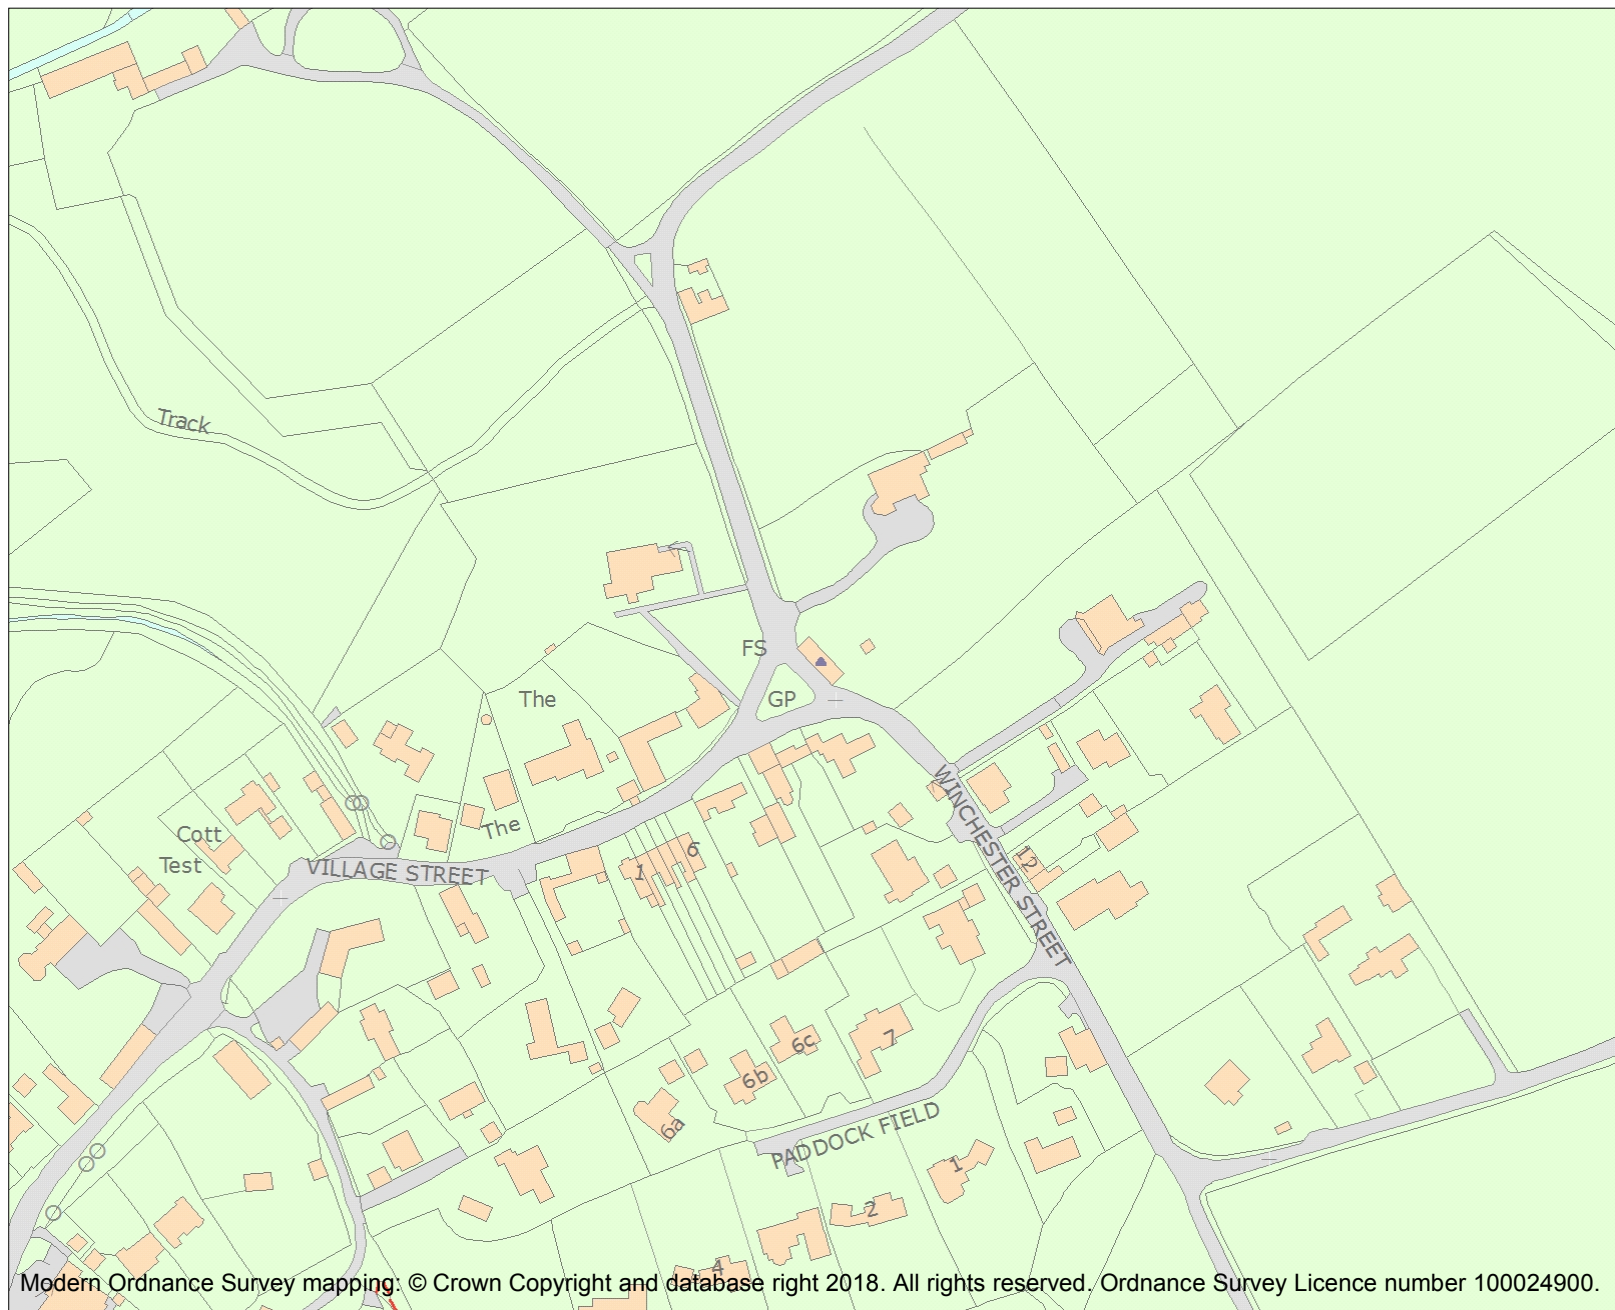 Track
FS
The
GP
The
WINCHESTER STREET
Cott
Test
VILLAGE STREET
1
6
12
6c
7
6b
6a
PADDOCK FIELD
1
2
4
Modern Ordnance Survey mapping: © Crown Copyright and database right 2018. All rights reserved. Ordnance Survey Licence number 100024900.